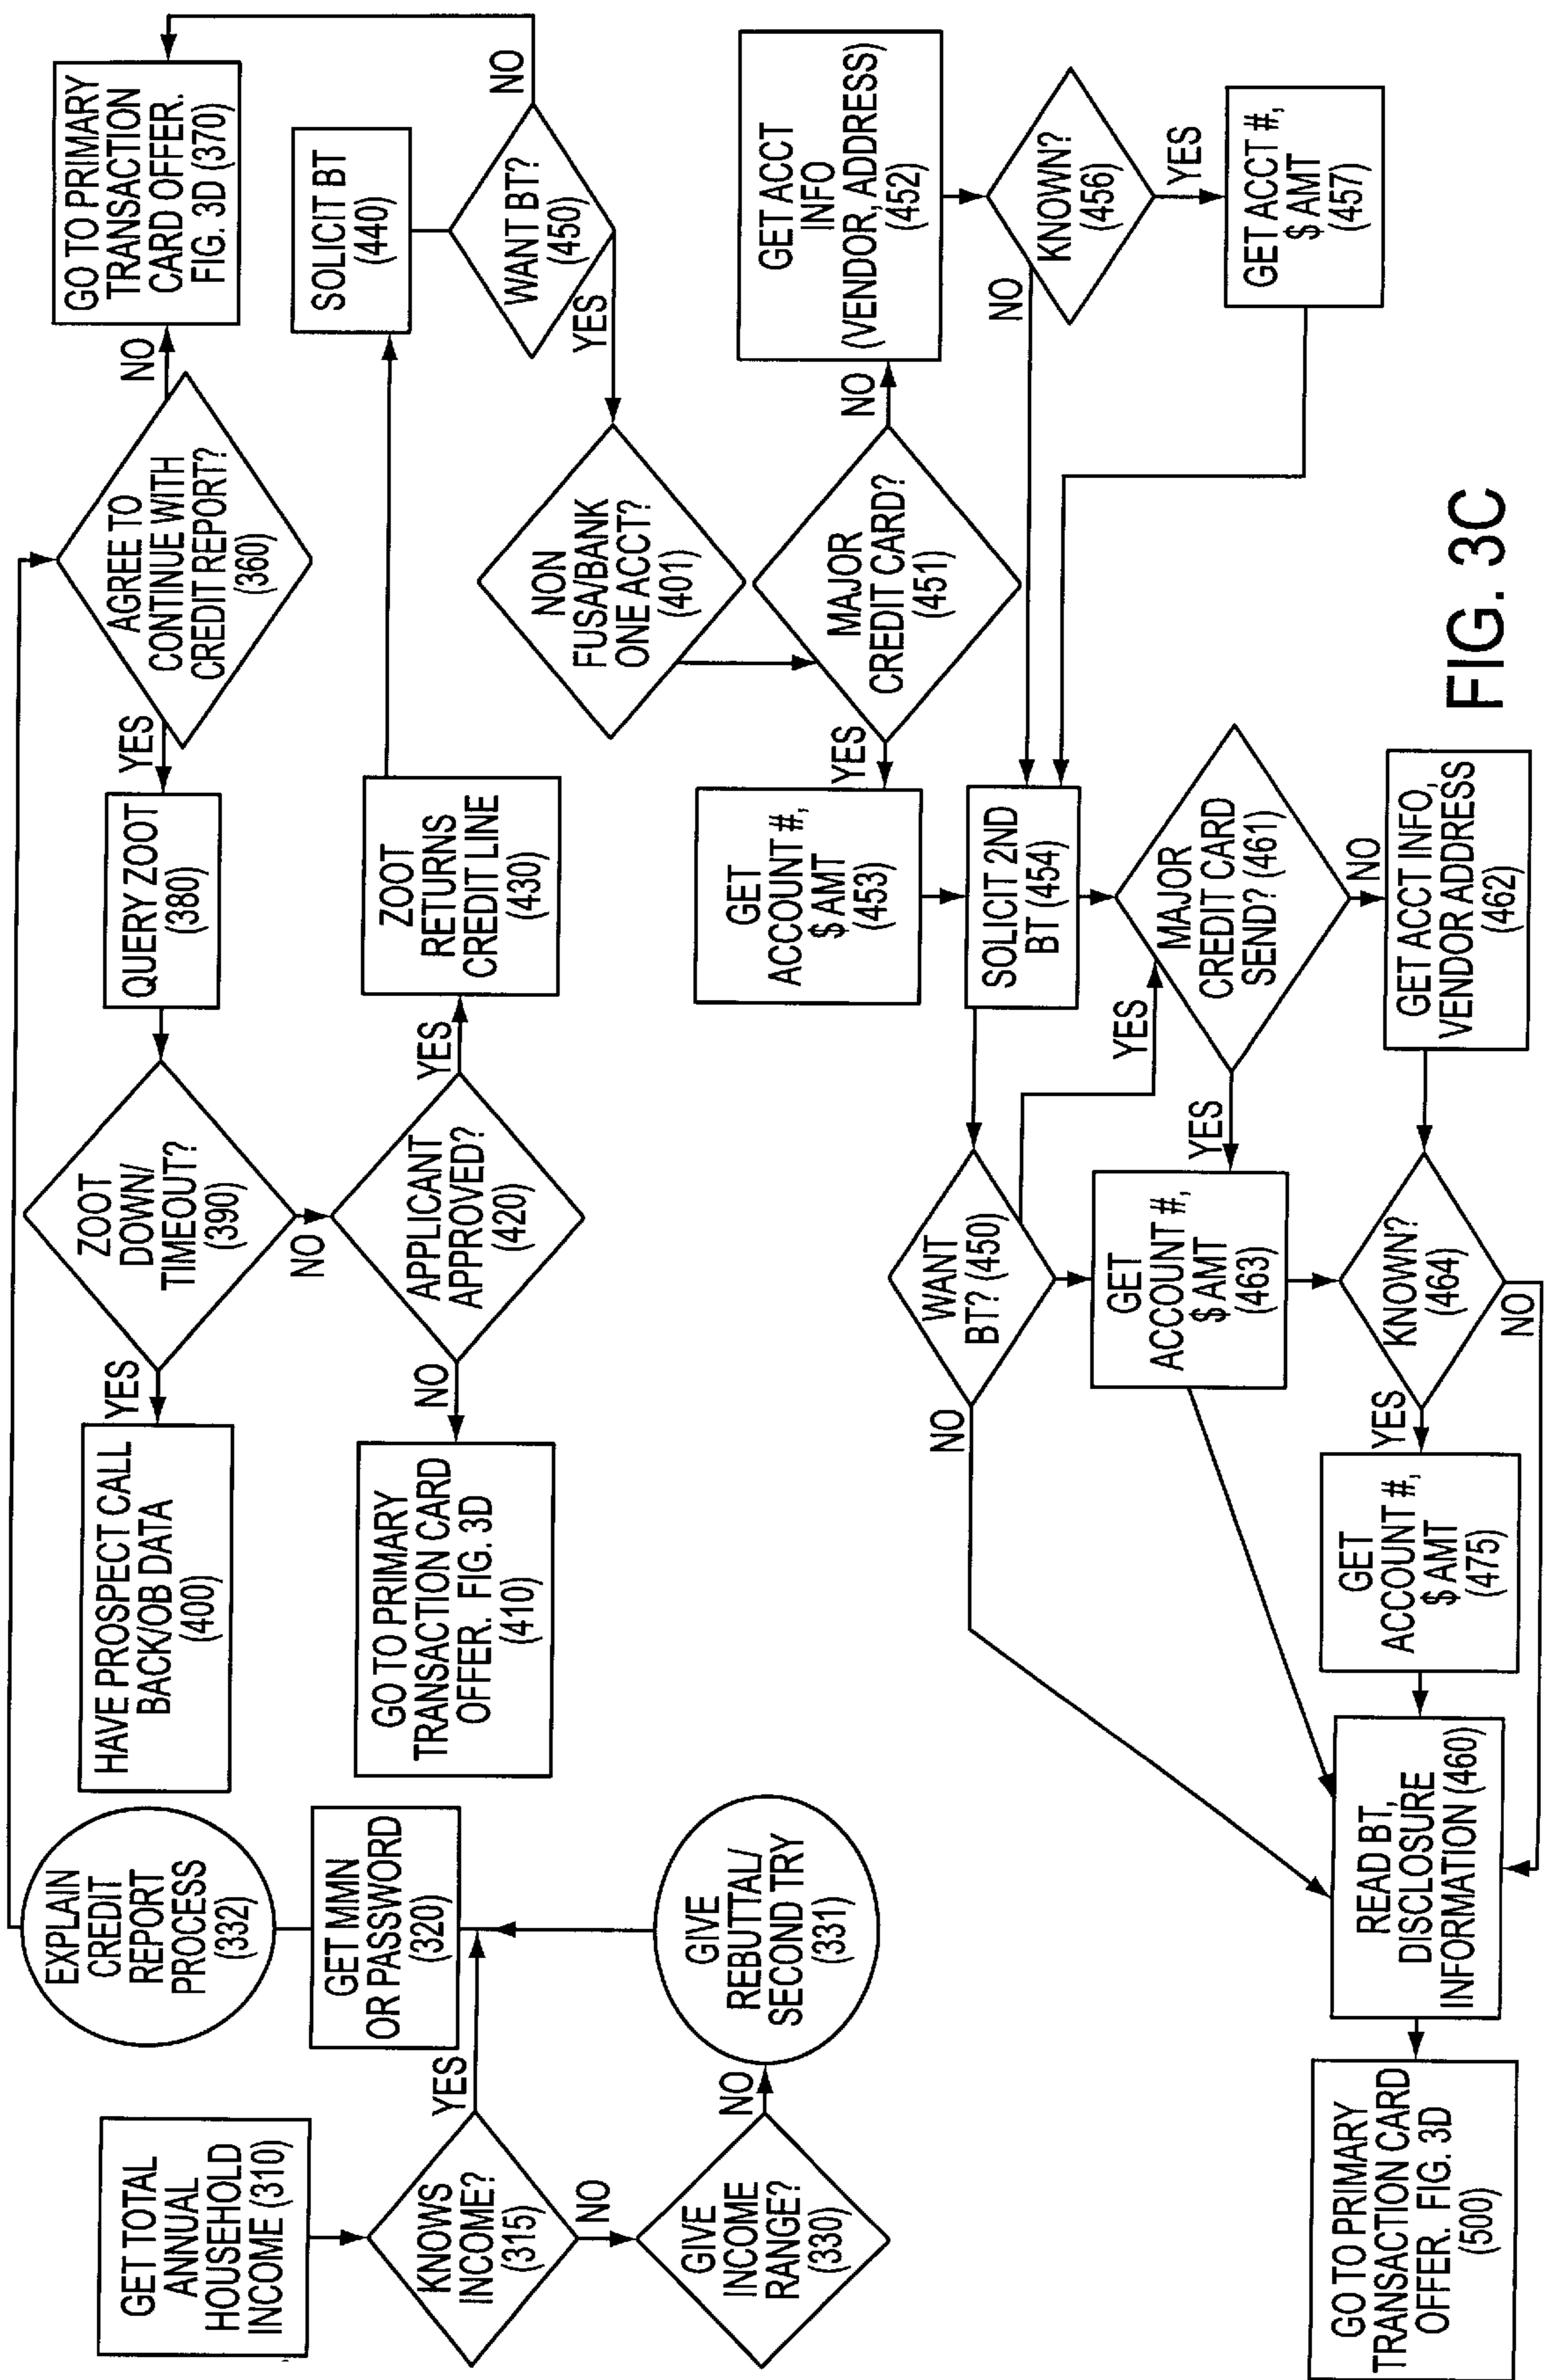 GET TOTAL
ANNUAL
HOUSEHOLD
INCOME (310)
KNOWS
INCOME?
(315)
YES
NO
GIVE
INCOME
RANGE?
(330)
NO
GIVE
REBUTTAL/
SECOND TRY
(331)
GET MMN
OR PASSWORD
(320)
EXPLAIN
CREDIT
REPORT
PROCESS
(332)
AGREE TO
CONTINUE WITH
CREDIT REPORT?
(360)
NO
GO TO PRIMARY
TRANSACTION
CARD OFFER.
FIG. 3D (370)
YES
QUERY ZOOT
(380)
ZOOT
DOWN/
TIMEOUT?
(390)
YES
HAVE PROSPECT CALL
BACK/OB DATA
(400)
NO
APPLICANT
APPROVED?
(420)
NO
GO TO PRIMARY
TRANSACTION CARD
OFFER. FIG. 3D
(410)
YES
ZOOT
RETURNS
CREDIT LINE
(430)
SOLICIT BT
(440)
WANT BT?
(450)
NO
YES
NON
FUSA/BANK
ONE ACCT?
(401)
MAJOR
CREDIT CARD?
(451)
NO
GET ACCT
INFO
(VENDOR, ADDRESS)
(452)
KNOWN?
(456)
NO
YES
GET ACCT #,
$ AMT
(457)
YES
GET
ACCOUNT #,
$ AMT
(453)
SOLICIT 2ND
BT (454)
WANT
BT? (450)
NO
YES
MAJOR
CREDIT CARD
SEND? (461)
YES
NO
GET
ACCOUNT #,
$ AMT
(463)
GET ACCT INFO,
VENDOR ADDRESS
(462)
KNOWN?
(464)
NO
YES
GET
ACCOUNT #,
$ AMT
(475)
READ BT,
DISCLOSURE
INFORMATION (460)
GO TO PRIMARY
TRANSACTION CARD
OFFER. FIG. 3D
(500)
FIG. 3C